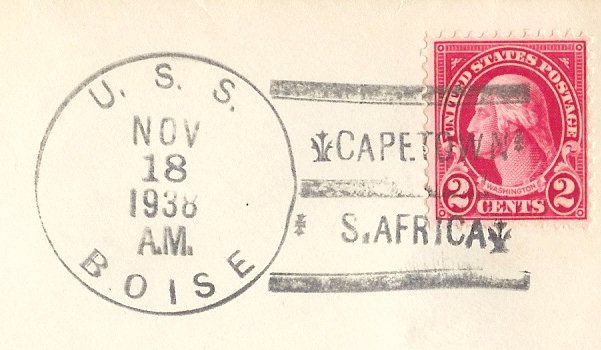 U. S. S.
NOV
18
1938
A.M.
BOISE
CAPETOWN
S.AFRICA
UNITED STATES POSTAGE
WASHINGTON
2 CENTS 2